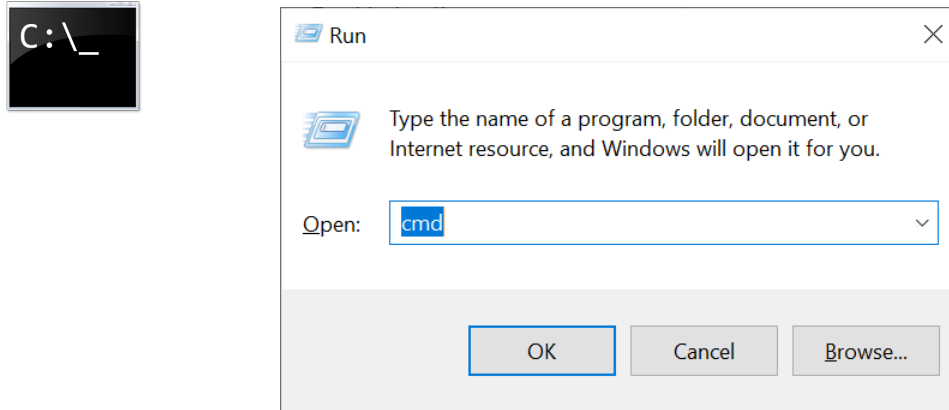 C:\_
Run
Type the name of a program, folder, document, or
Internet resource, and Windows will open it for you.
Open:
cmd
OK
Cancel
Browse...